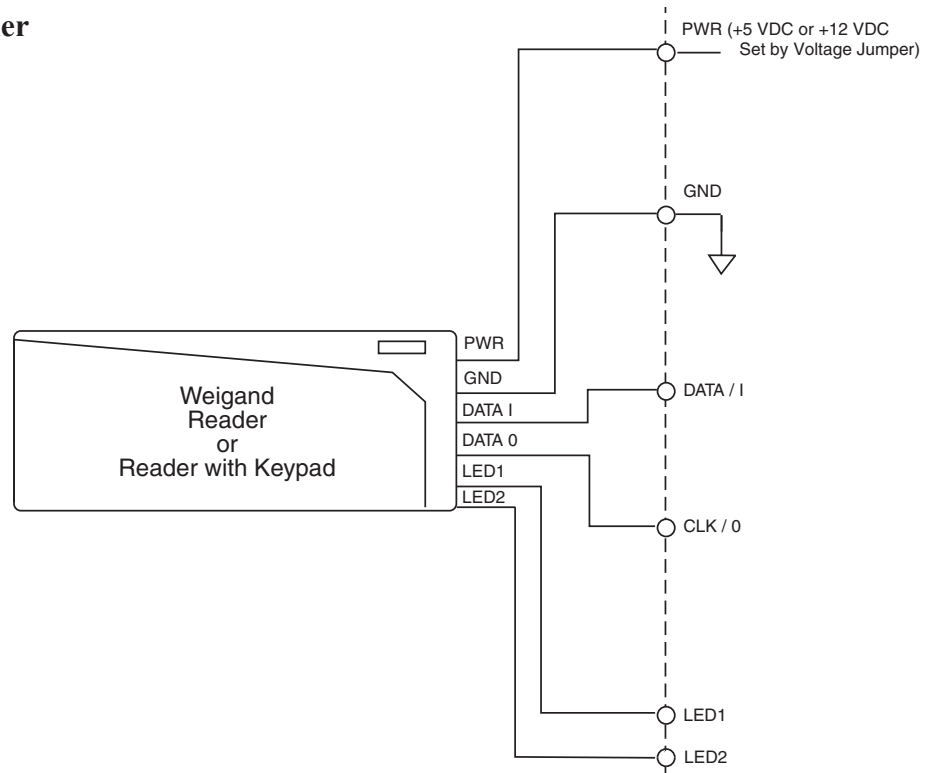 er
PWR (+5 VDC or +12 VDC
Set by Voltage Jumper)
GND
PWR
GND
DATA I
DATA 0
LED1
LED2
Weigand
Reader
or
Reader with Keypad
DATA / I
CLK / 0
LED1
LED2